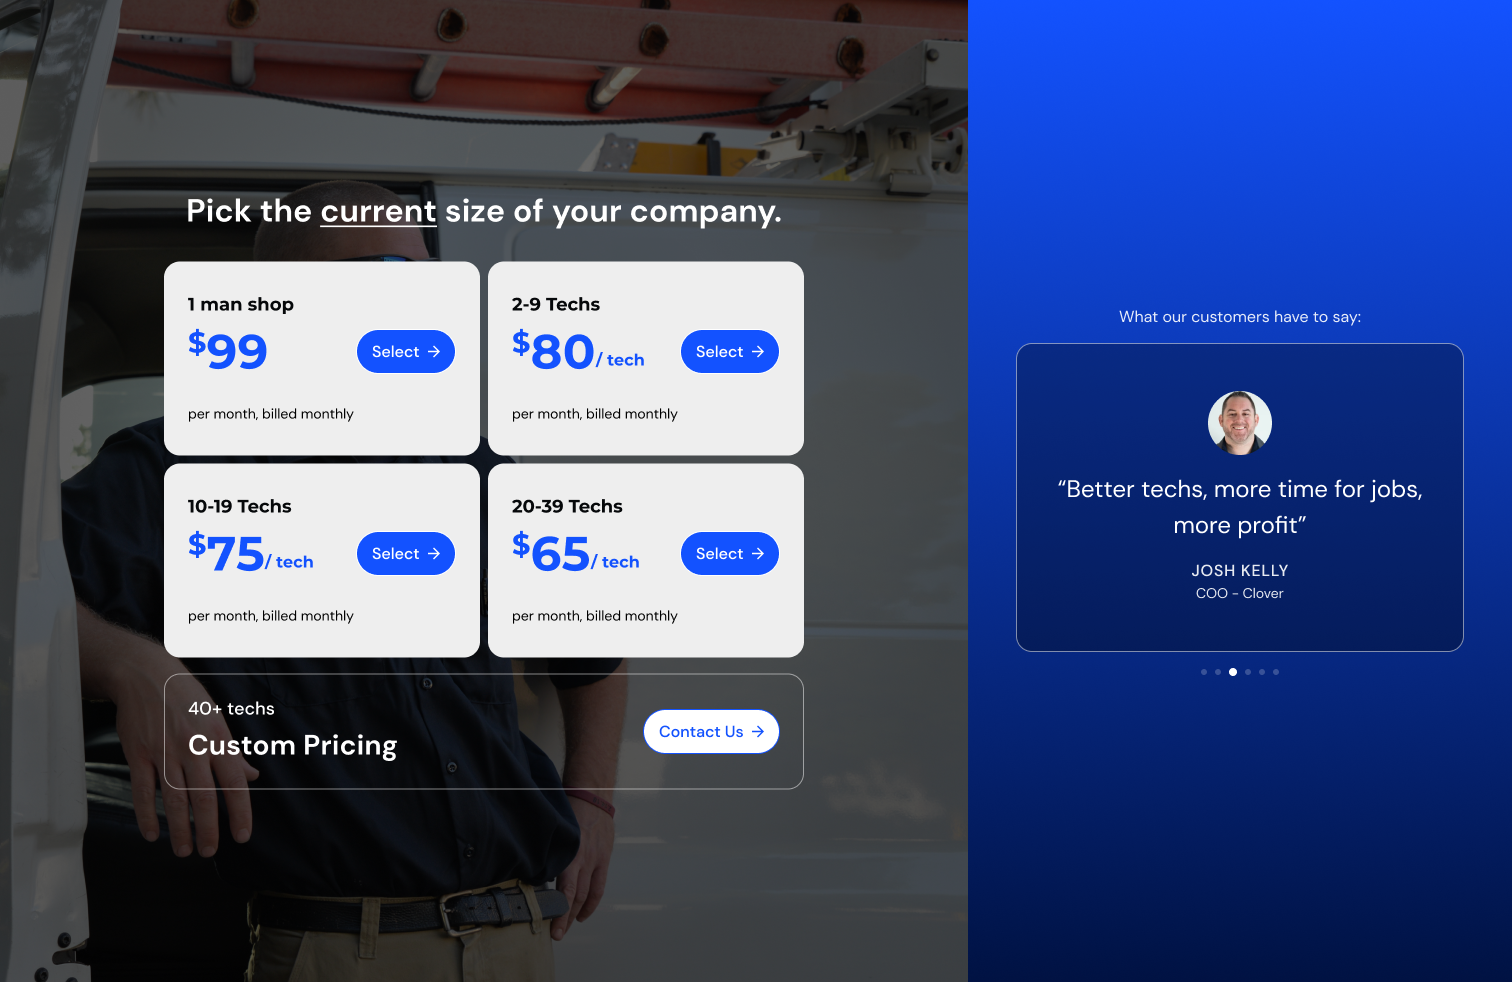 Pick the current size of your company.
1 man shop
$99
Select →
per month, billed monthly
2-9 Techs
$80/ tech
Select →
per month, billed monthly
10-19 Techs
$75/ tech
Select →
per month, billed monthly
20-39 Techs
$65/ tech
Select →
per month, billed monthly
40+ techs
Custom Pricing
Contact Us →
What our customers have to say:
“Better techs, more time for jobs,
more profit”
JOSH KELLY
COO - Clover